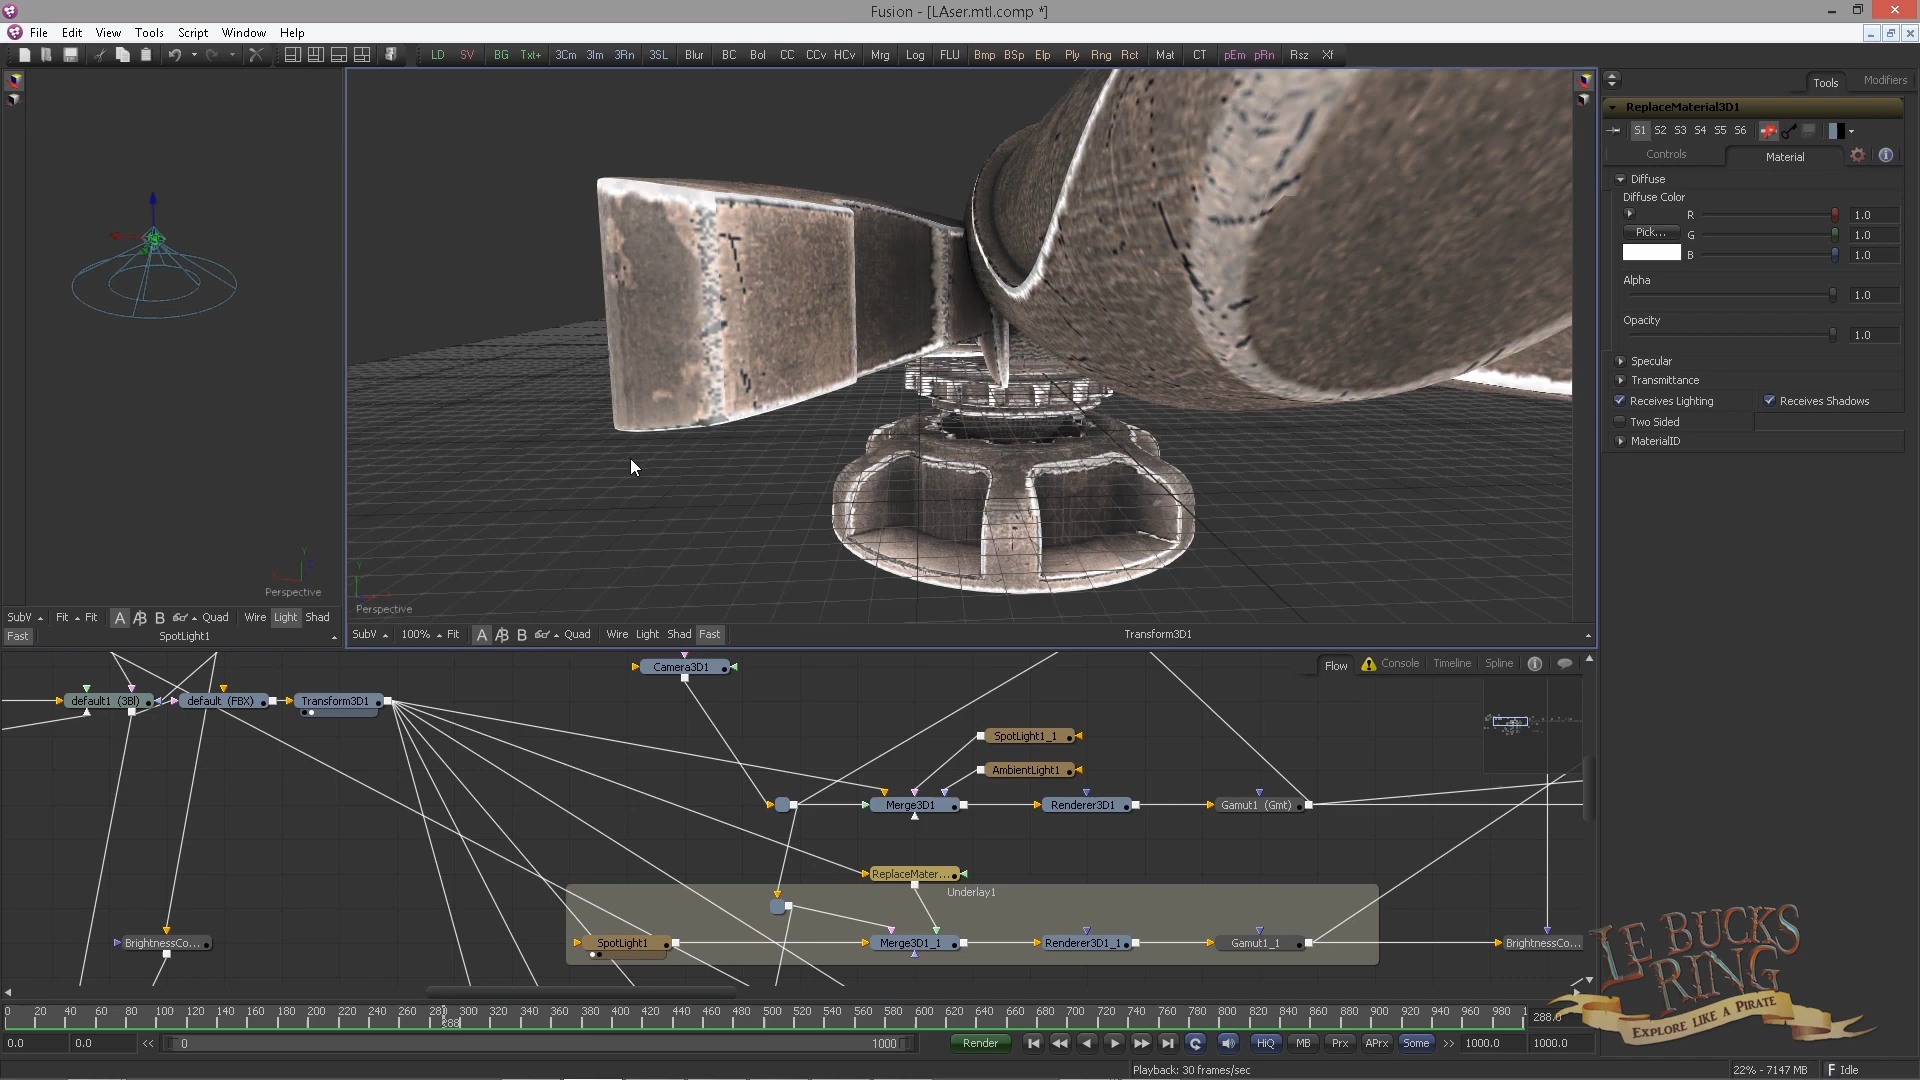 Fusion - [LAser.mtl.comp *]
File Edit View Tools Script Window Help
LD SV BG Txt+ 3Cm 3Im 3Rn 3SL Blur BC Bol CC CCv HCv Mrg Log FLU Bmp BSp Elp Ply Rng Rct Mat CT pEm pRn Rsz Xf
Tools Modifiers
ReplaceMaterial3D1
S1 S2 S3 S4 S5 S6
Controls Material
Diffuse
Diffuse Color
R 1.0
Pick... G 1.0
B 1.0
Alpha
1.0
Opacity
1.0
Specular
Transmittance
Receives Lighting Receives Shadows
Two Sided
MaterialID
Y
Perspective
SubV Fit Fit A B Quad Wire Light Shad
Fast SpotLight1
Y
Perspective
SubV 100% Fit A B Quad Wire Light Shad Fast Transform3D1
Flow Console Timeline Spline
Camera3D1
default1 (3Bl) default (FBX) Transform3D1
SpotLight1_1
AmbientLight1
Merge3D1 Renderer3D1 Gamut1 (Gmt)
ReplaceMater...
Underlay1
BrightnessCo... SpotLight1 Merge3D1_1 Renderer3D1_1 Gamut1_1 BrightnessCo...
LE BUCKS
RING
EXPLORE LIKE A PIRATE
0 20 40 60 80 100 120 140 160 180 200 220 240 260 280 300 320 340 360 380 400 420 440 460 480 500 520 540 560 580 600 620 640 660 680 700 720 740 760 780 800 820 840 860 880 900 920 940 960 980
288 288.0
0.0 0.0 << 0 1000 Render HiQ MB Prx APrx Some >> 1000.0 1000.0
Playback: 30 frames/sec 22% - 7147 MB Idle